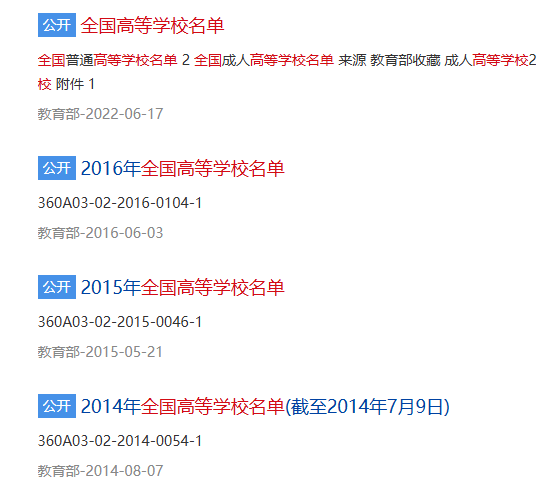 公开 全国高等学校名单
全国普通高等学校名单 2 全国成人高等学校名单 来源 教育部收藏 成人高等学校2
校 附件 1
教育部-2022-06-17
公开 2016年全国高等学校名单
360A03-02-2016-0104-1
教育部-2016-06-03
公开 2015年全国高等学校名单
360A03-02-2015-0046-1
教育部-2015-05-21
公开 2014年全国高等学校名单(截至2014年7月9日)
360A03-02-2014-0054-1
教育部-2014-08-07